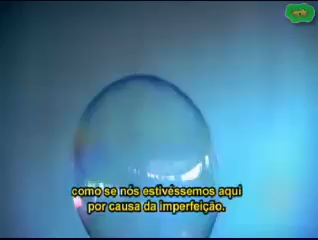 como se nós estivéssemos aqui
por causa da imperfeição.